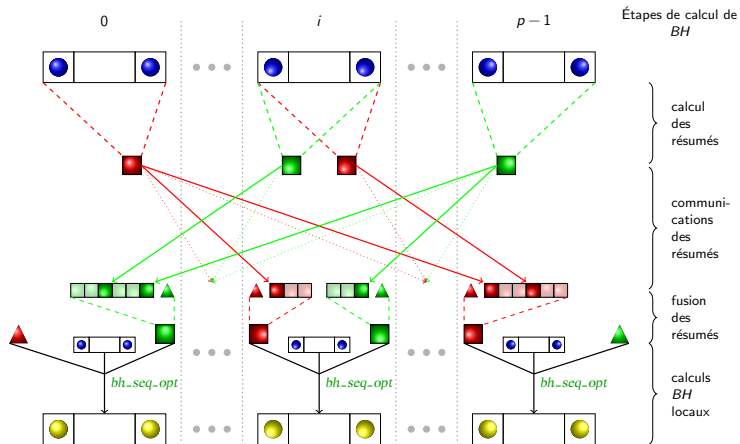 Étapes de calcul de
BH
0
i
p − 1
calcul
des
résumés
communi-
cations
des
résumés
fusion
des
résumés
bh_seq_opt
bh_seq_opt
bh_seq_opt
calculs
BH
locaux